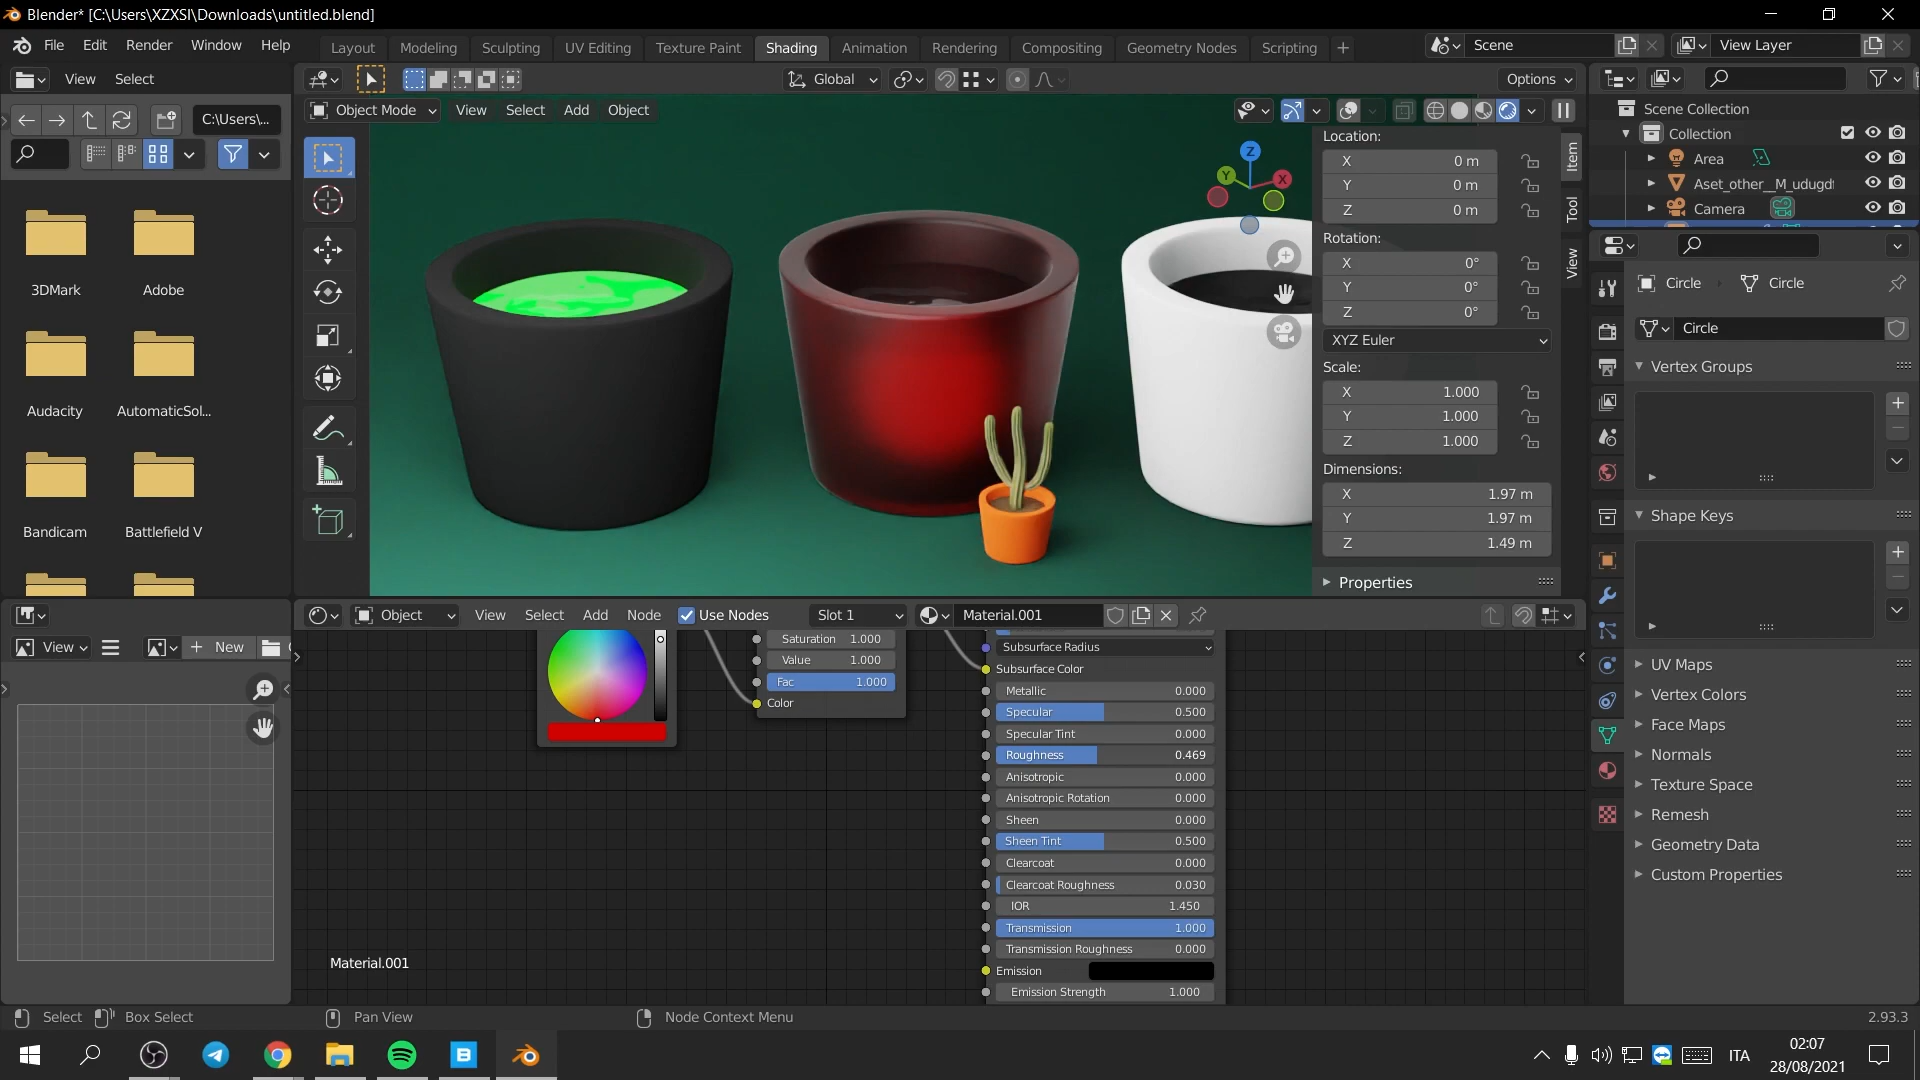 Blender* [C:\Users\XZXSI\Downloads\untitled.blend]
File Edit Render Window Help
Layout Modeling Sculpting UV Editing Texture Paint Shading Animation Rendering Compositing Geometry Nodes Scripting +
Scene
View Layer
View Select
Global
Options
C:\Users\...
Object Mode View Select Add Object
3DMark
Adobe
Audacity
AutomaticSol...
Bandicam
Battlefield V
Z
Y
X
Location:
X 0 m
Y 0 m
Z 0 m
Rotation:
X 0°
Y 0°
Z 0°
XYZ Euler
Scale:
X 1.000
Y 1.000
Z 1.000
Dimensions:
X 1.97 m
Y 1.97 m
Z 1.49 m
Properties
Item
Tool
View
Scene Collection
Collection
Area
Aset_other__M_udugd
Camera
Circle
Circle
Circle
Vertex Groups
Shape Keys
UV Maps
Vertex Colors
Face Maps
Normals
Texture Space
Remesh
Geometry Data
Custom Properties
View
+ New
Object View Select Add Node Use Nodes Slot 1 Material.001
Saturation 1.000
Value 1.000
Fac 1.000
Color
Subsurface Radius
Subsurface Color
Metallic 0.000
Specular 0.500
Specular Tint 0.000
Roughness 0.469
Anisotropic 0.000
Anisotropic Rotation 0.000
Sheen 0.000
Sheen Tint 0.500
Clearcoat 0.000
Clearcoat Roughness 0.030
IOR 1.450
Transmission 1.000
Transmission Roughness 0.000
Emission
Emission Strength 1.000
Material.001
Select Box Select Pan View Node Context Menu
2.93.3
B
ITA
02:07
28/08/2021